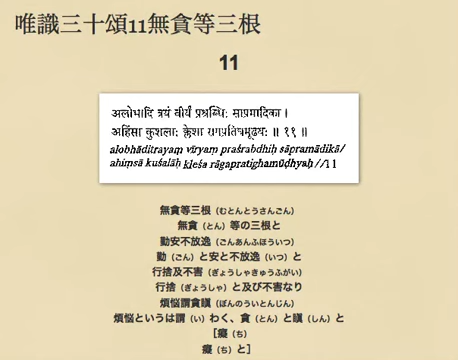 唯識三十頌11無貪等三根
11
अलोभादि त्रयं वीर्यं प्रश्रब्धिः साप्रमादिका ।
अहिंसा कुशलाः क्लेशा रागप्रतिघमूढयः ॥ ११ ॥
alobhāditrayaṃ vīryam praśrabdhiḥ sāpramādikā/
ahiṃsā kuśalāḥ kleśa rāgapratighamūḍhyaḥ //11
無貪等三根（むとんとうさんごん）
無貪（とん）等の三根と
勤安不放逸（ごんあんふほういつ）
勤（ごん）と安と不放逸（いつ）と
行捨及不害（ぎょうしゃきゅうふがい）
行捨（ぎょうしゃ）と及び不害なり
煩悩謂貪瞋（ぼんのういとんじん）
煩悩というは謂（い）わく、貪（とん）と瞋（しん）と
［癡（ち）
癡（ち）と］